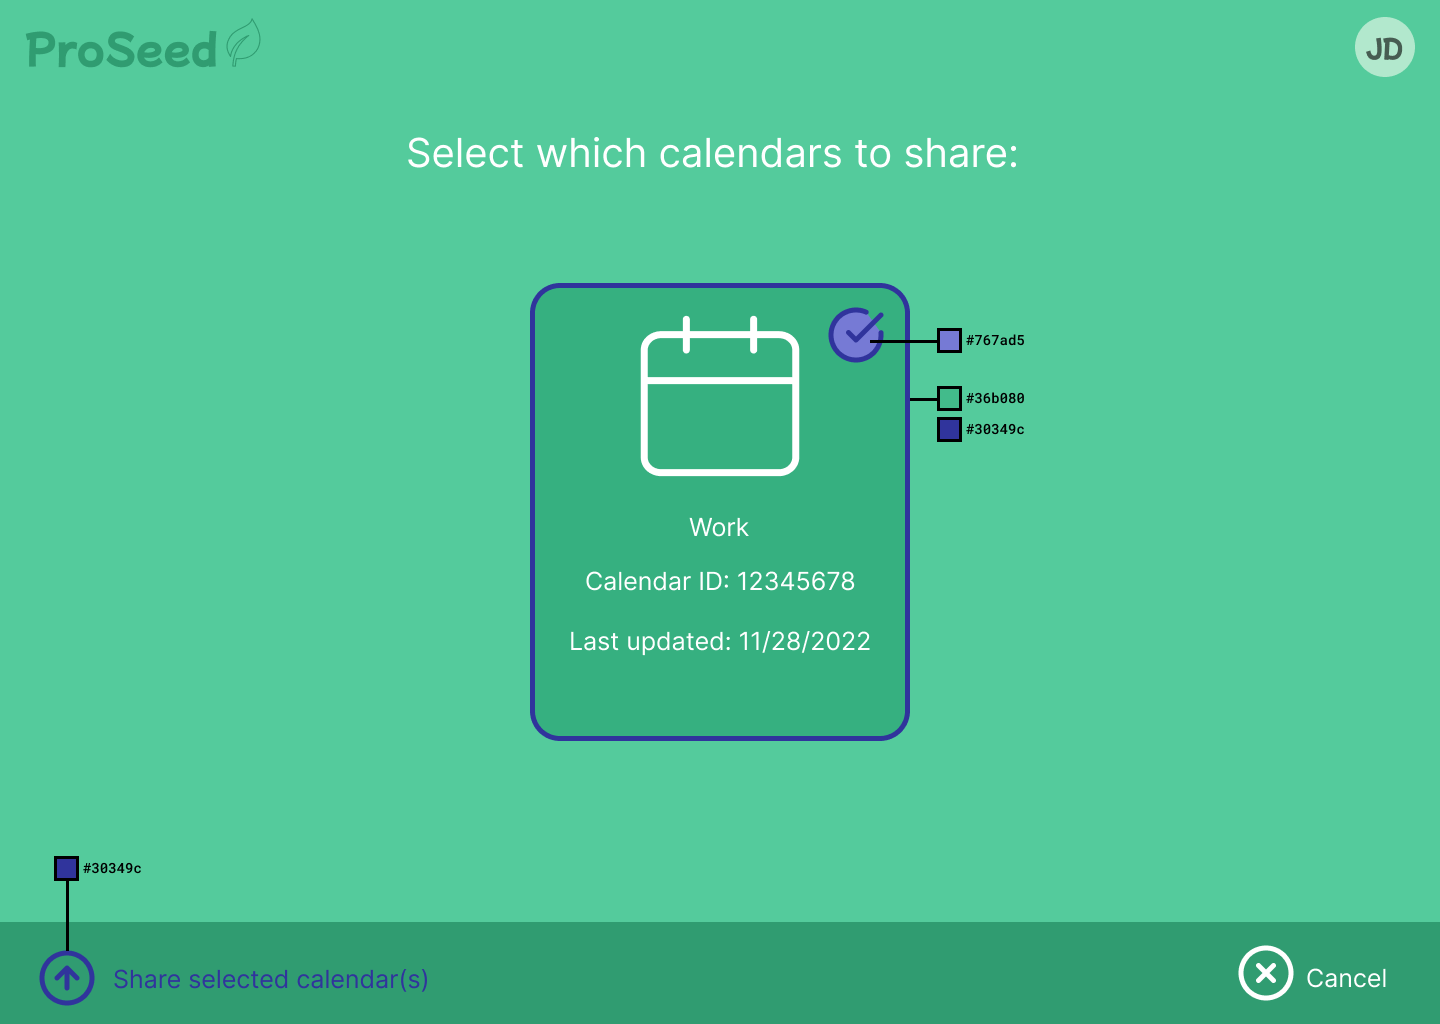 ProSeed
JD
Select which calendars to share:
#767ad5
#36b080
#30349c
Work
Calendar ID: 12345678
Last updated: 11/28/2022
#30349c
Share selected calendar(s)
Cancel